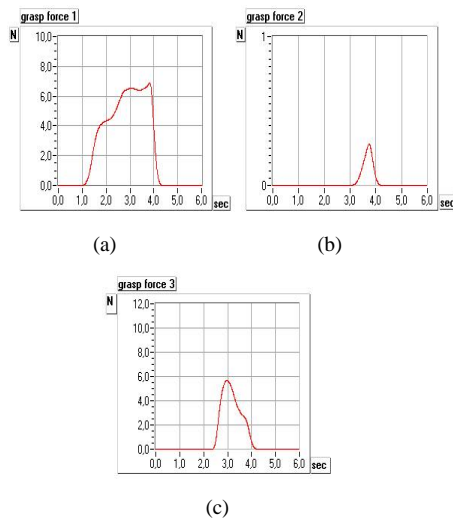 grasp force 1
N
10,0
8,0
6,0
4,0
2,0
0,0
0,0 1,0 2,0 3,0 4,0 5,0 6,0
sec
(a)
grasp force 2
N
1
0
0,0 1,0 2,0 3,0 4,0 5,0 6,0
sec
(b)
grasp force 3
N
12,0
10,0
8,0
6,0
4,0
2,0
0,0
0,0 1,0 2,0 3,0 4,0 5,0 6,0
sec
(c)